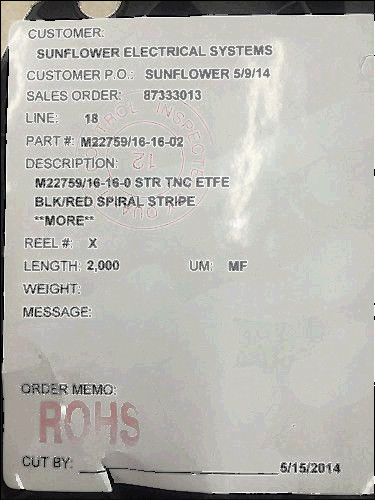 CUSTOMER:
SUNFLOWER ELECTRICAL SYSTEMS
CUSTOMER P.O.: SUNFLOWER 5/9/14
SALES ORDER: 87333013
LINE: 18
PART #: M22759/16-16-02
DESCRIPTION:
M22759/16-16-0 STR TNC ETFE
BLK/RED SPIRAL STRIPE
**MORE**
REEL #: X
LENGTH: 2,000 UM: MF
WEIGHT:
MESSAGE:
ORDER MEMO:
ROHS
CUT BY: 5/15/2014
12